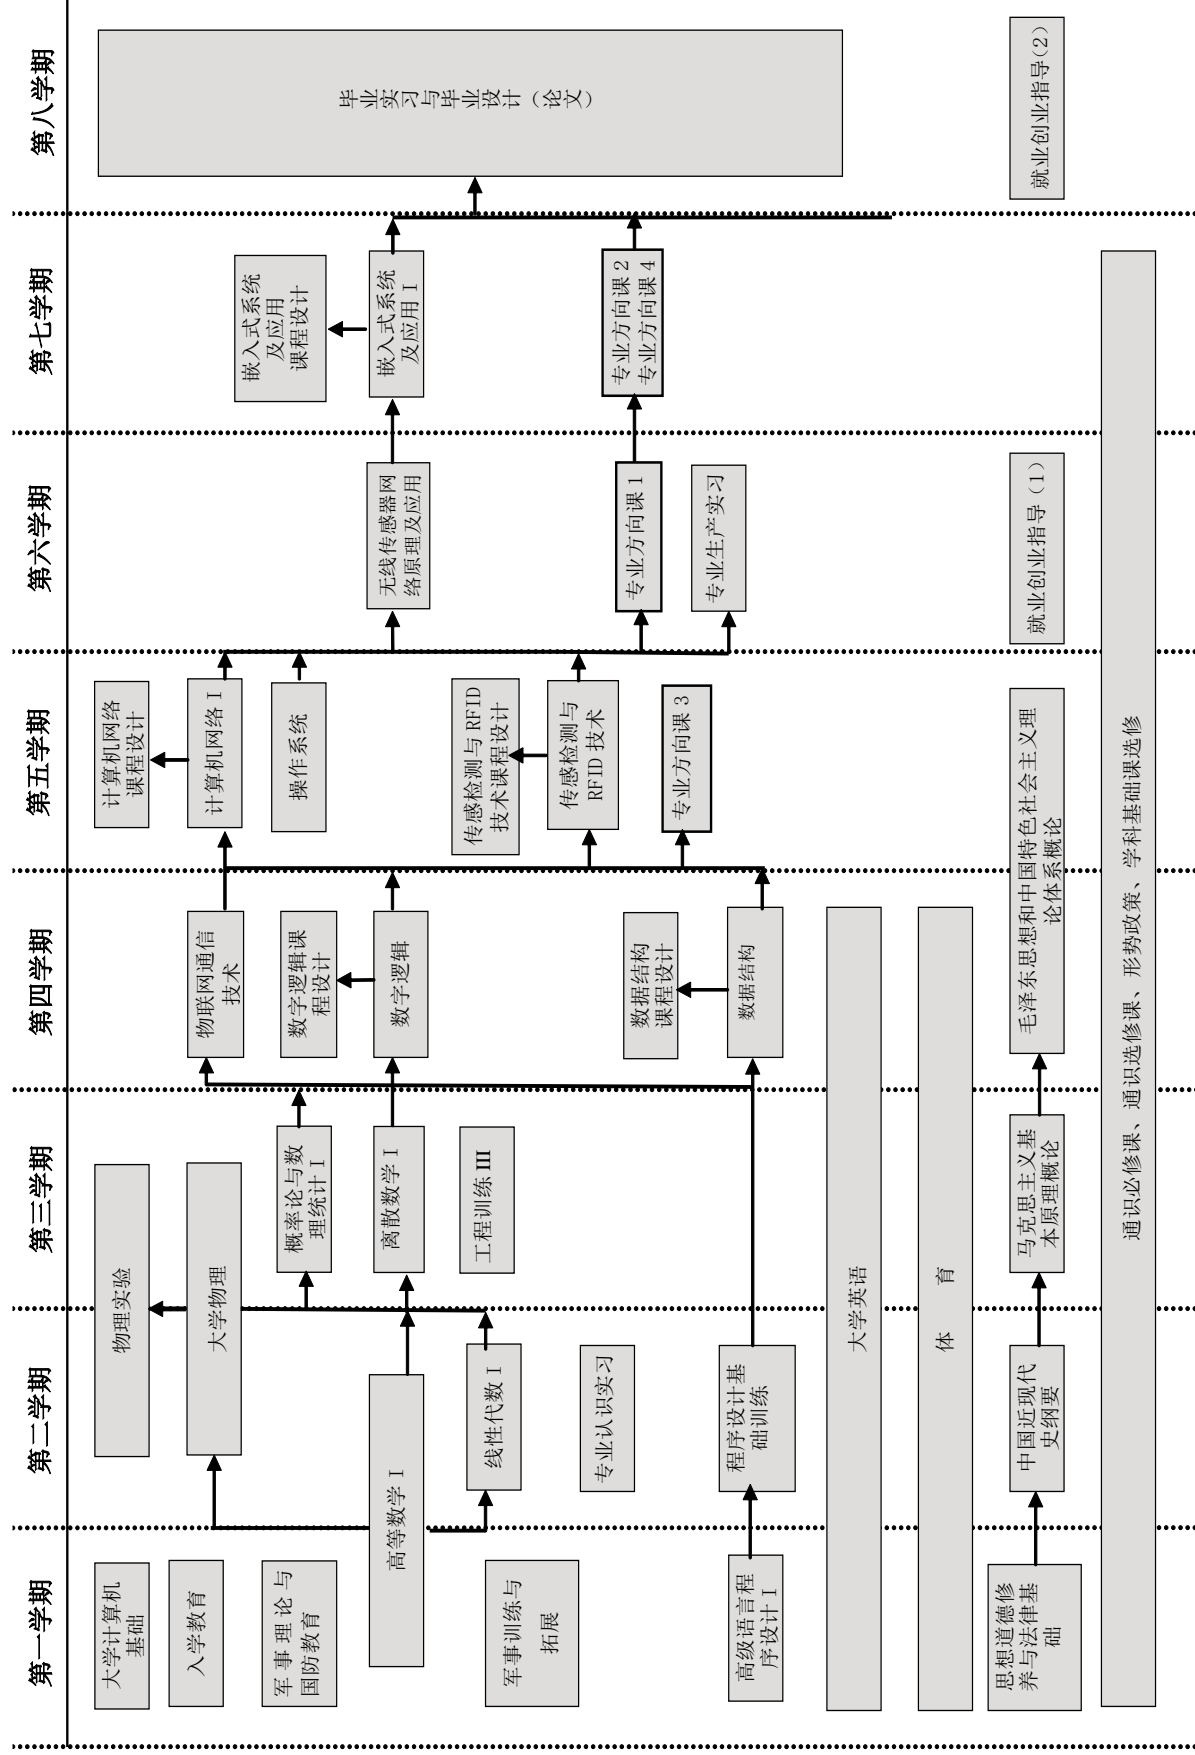 第一学期
大学计算机
基础
入学教育
军事理论与
国防教育
高等数学 I
军事训练与
拓展
高级语言程
序设计 I
大学英语
体 育
思想道德修
养与法律基
础
通识必修课、通识选修课、形势政策、学科基础课选修
第二学期
物理实验
大学物理
线性代数 I
专业认识实习
程序设计基
础训练
中国近现代
史纲要
第三学期
概率论与数
理统计 I
离散数学 I
工程训练 III
马克思主义基
本原理概论
第四学期
物联网通信
技术
数字逻辑课
程设计
数字逻辑
数据结构
课程设计
数据结构
毛泽东思想和中国特色社会主义理
论体系概论
第五学期
计算机网络
课程设计
计算机网络 I
操作系统
传感检测与 RFID
技术课程设计
传感检测与
RFID 技术
专业方向课 3
第六学期
无线传感器网
络原理及应用
专业方向课 1
专业生产实习
就业创业指导（1）
第七学期
嵌入式系统
及应用
课程设计
嵌入式系统
及应用 I
专业方向课 2
专业方向课 4
第八学期
毕业实习与毕业设计（论文）
就业创业指导（2）